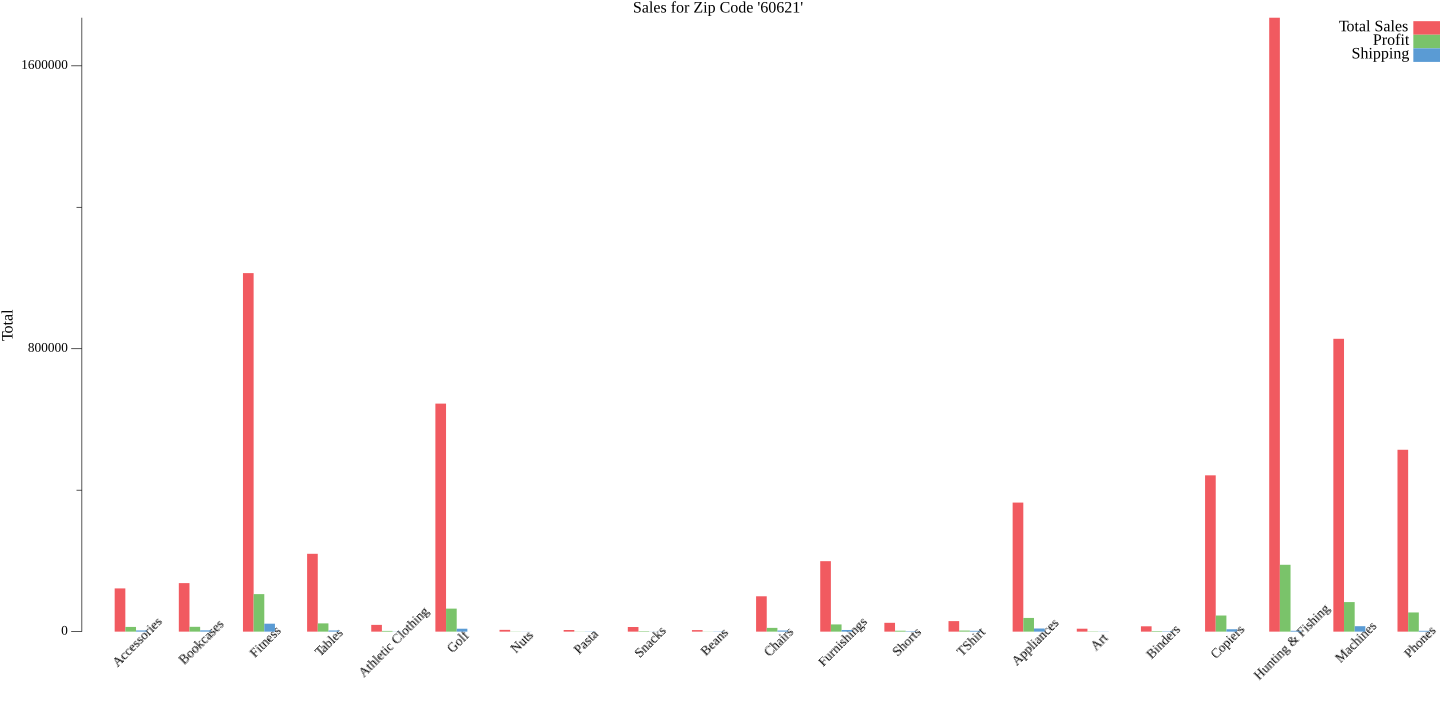 Sales for Zip Code '60621'
Total Sales
Profit
Shipping
1600000
800000
0
Total
Accessories
Bookcases
Fitness
Tables
Athletic Clothing
Golf
Nuts
Pasta
Snacks
Beans
Chairs
Furnishings
Shorts
TShirt
Appliances
Art
Binders
Copiers
Hunting & Fishing
Machines
Phones